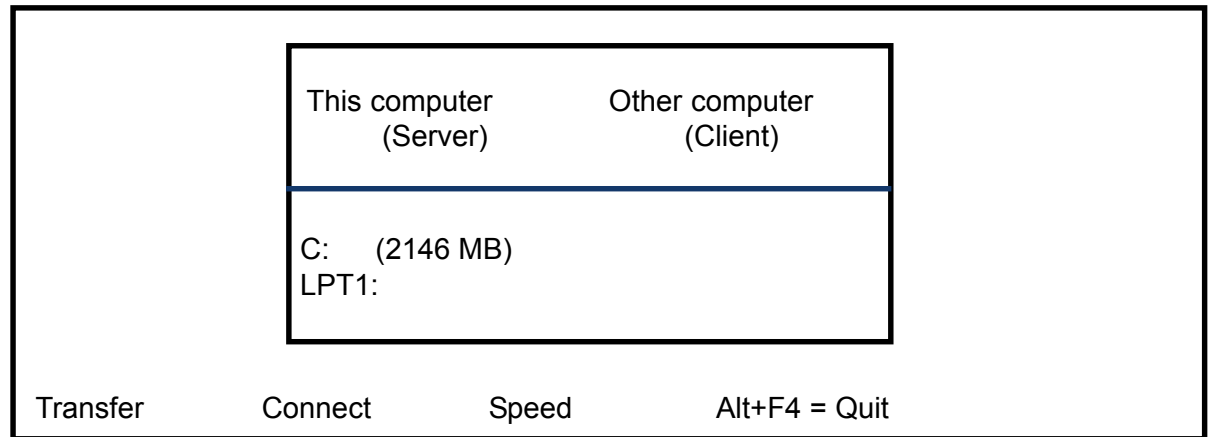 This computer Other computer
(Server) (Client)
C: (2146 MB)
LPT1:
Transfer Connect Speed Alt+F4 = Quit